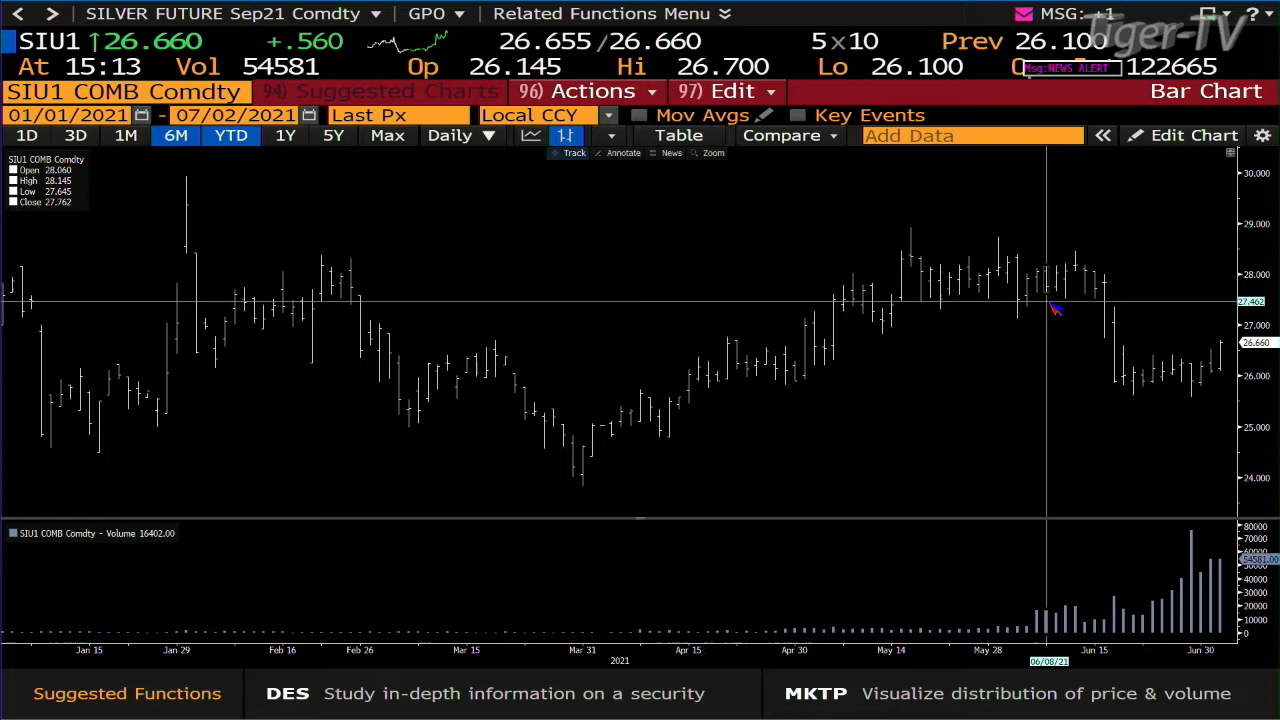 SILVER FUTURE Sep21 Comdty GPO Related Functions Menu MSG: +1 ?
Tiger-TV
SIU1 ↑26.660 +.560 26.655/26.660 5x10 Prev 26.100
Msg:NEWS ALERT
At 15:13 Vol 54581 Op 26.145 Hi 26.700 Lo 26.100 122665
SIU1 COMB Comdty 94) Suggested Charts 96) Actions 97) Edit Bar Chart
01/01/2021 - 07/02/2021 Last Px Local CCY Mov Avgs Key Events
1D 3D 1M 6M YTD 1Y 5Y Max Daily ▼ Table Compare Add Data « Edit Chart
Track Annotate News Zoom
SIU1 COMB Comdty
Open 28.060
High 28.145
Low 27.645
Close 27.762
30.000
29.000
28.000
27.462
27.000
26.660
26.000
25.000
24.000
SIU1 COMB Comdty - Volume 16402.00
80000
70000
60000
54581.00
50000
40000
30000
20000
10000
0
Jan 15 Jan 29 Feb 16 Feb 26 Mar 15 Mar 31 Apr 15 Apr 30 May 14 May 28 Jun 15 Jun 30
2021 06/08/21
Suggested Functions DES Study in-depth information on a security MKTP Visualize distribution of price & volume